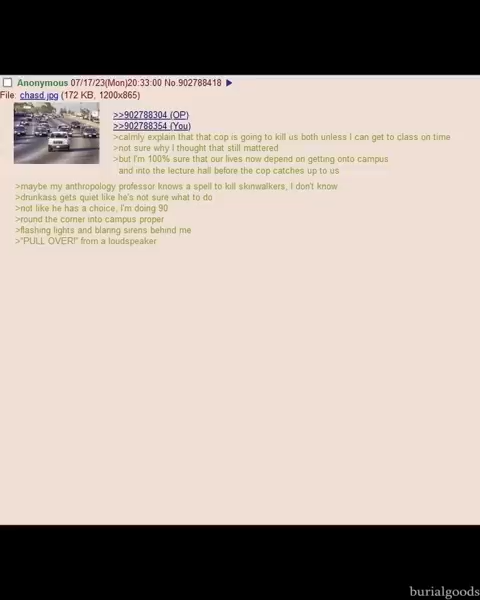 Anonymous 07/17/23(Mon)20:33:00 No.902788418 ▶
File: chasd.jpg (172 KB, 1200x865)
>>902788304 (OP)
>>902788354 (You)
>calmly explain that that cop is going to kill us both unless I can get to class on time
>not sure why I thought that still mattered
>but I'm 100% sure that our lives now depend on getting onto campus
and into the lecture hall before the cop catches up to us
>maybe my anthropology professor knows a spell to kill skinwalkers, I don't know
>drunkass gets quiet like he's not sure what to do
>not like he has a choice, I'm doing 90
>round the corner into campus proper
>flashing lights and blaring sirens behind me
>"PULL OVER!" from a loudspeaker
burialgoods